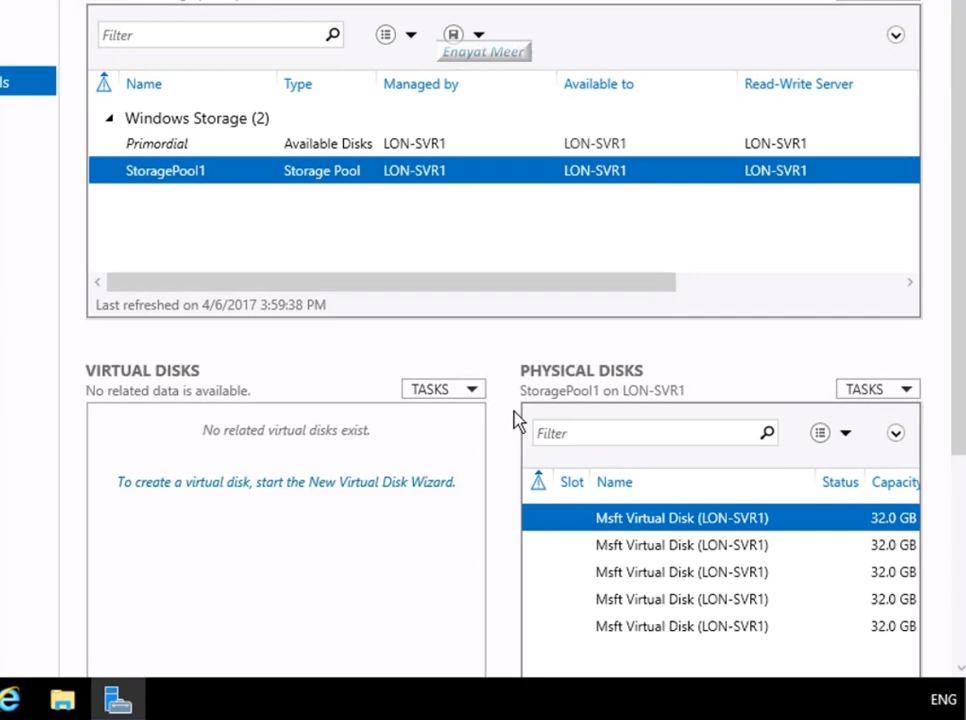 Filter
Enayat Meer
ls
Name Type Managed by Available to Read-Write Server
Windows Storage (2)
Primordial Available Disks LON-SVR1 LON-SVR1 LON-SVR1
StoragePool1 Storage Pool LON-SVR1 LON-SVR1 LON-SVR1
Last refreshed on 4/6/2017 3:59:38 PM
VIRTUAL DISKS
No related data is available.
TASKS
No related virtual disks exist.
To create a virtual disk, start the New Virtual Disk Wizard.
PHYSICAL DISKS
StoragePool1 on LON-SVR1
TASKS
Filter
Slot Name Status Capacity
Msft Virtual Disk (LON-SVR1) 32.0 GB
Msft Virtual Disk (LON-SVR1) 32.0 GB
Msft Virtual Disk (LON-SVR1) 32.0 GB
Msft Virtual Disk (LON-SVR1) 32.0 GB
Msft Virtual Disk (LON-SVR1) 32.0 GB
ENG